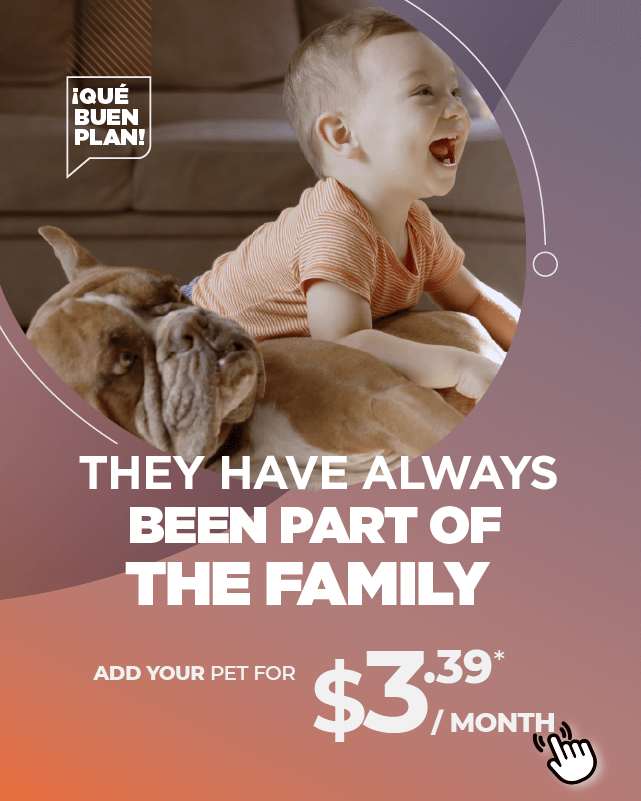 ¡QUÉ
BUEN
PLAN!
THEY HAVE ALWAYS
BEEN PART OF
THE FAMILY
ADD YOUR PET FOR $3.39*
/ MONTH